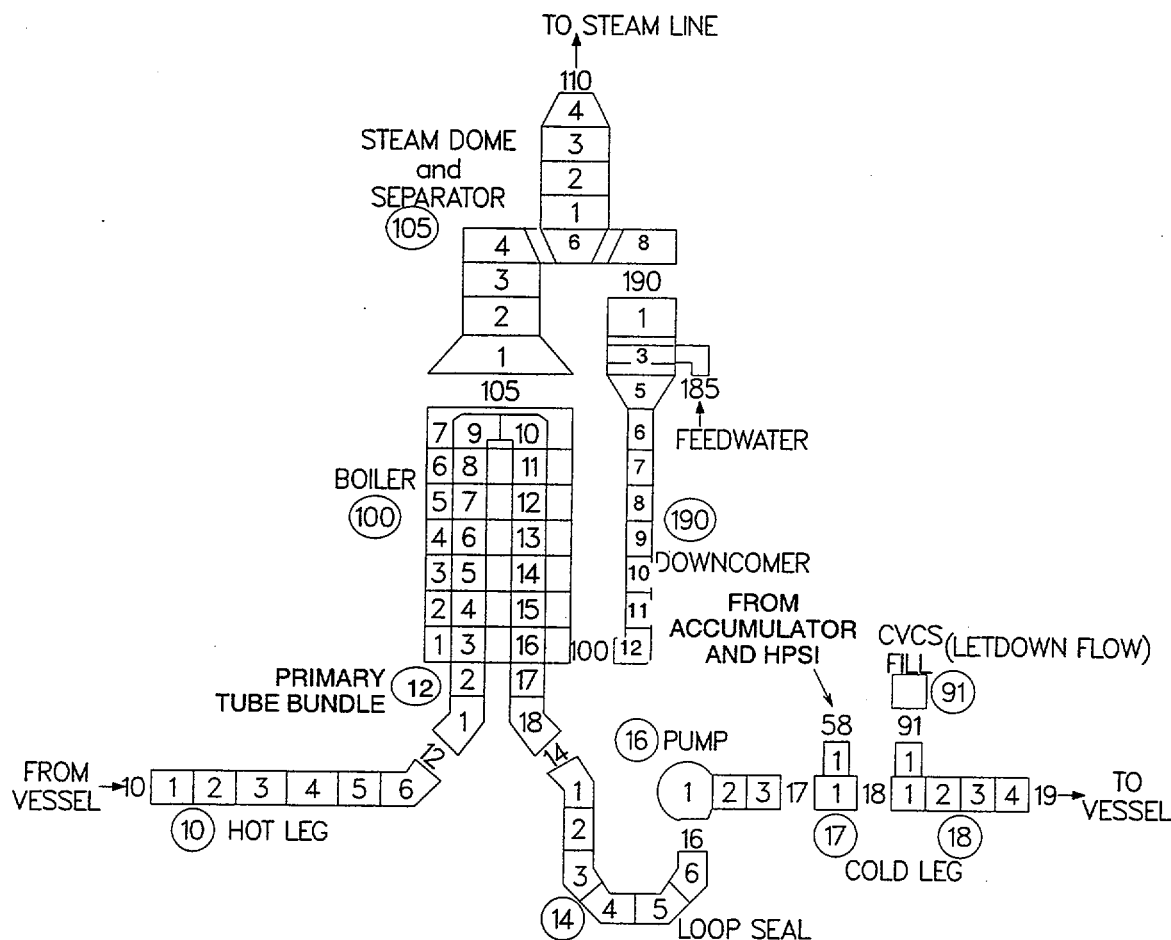 TO STEAM LINE
110
4
3
2
1
STEAM DOME
and
SEPARATOR
105
4
6
8
3
2
1
190
1
3
5
185
FEEDWATER
105
7 9 10
6 8 11
5 7 12
4 6 13
3 5 14
2 4 15
1 3 16
2 17
1 18
BOILER
100
6
7
8
9
10
11
12
190
DOWNCOMER
100
PRIMARY
TUBE BUNDLE
12
FROM
ACCUMULATOR
AND HPSI
CVCS (LETDOWN FLOW)
FILL
91
58
91
1
1
16 PUMP
12
14
FROM
VESSEL
10
1 2 3 4 5 6
10 HOT LEG
1
2
3
4
5
6
14
LOOP SEAL
16
1 2 3
17
1
18
1 2 3 4
19
TO
VESSEL
17
18
COLD LEG